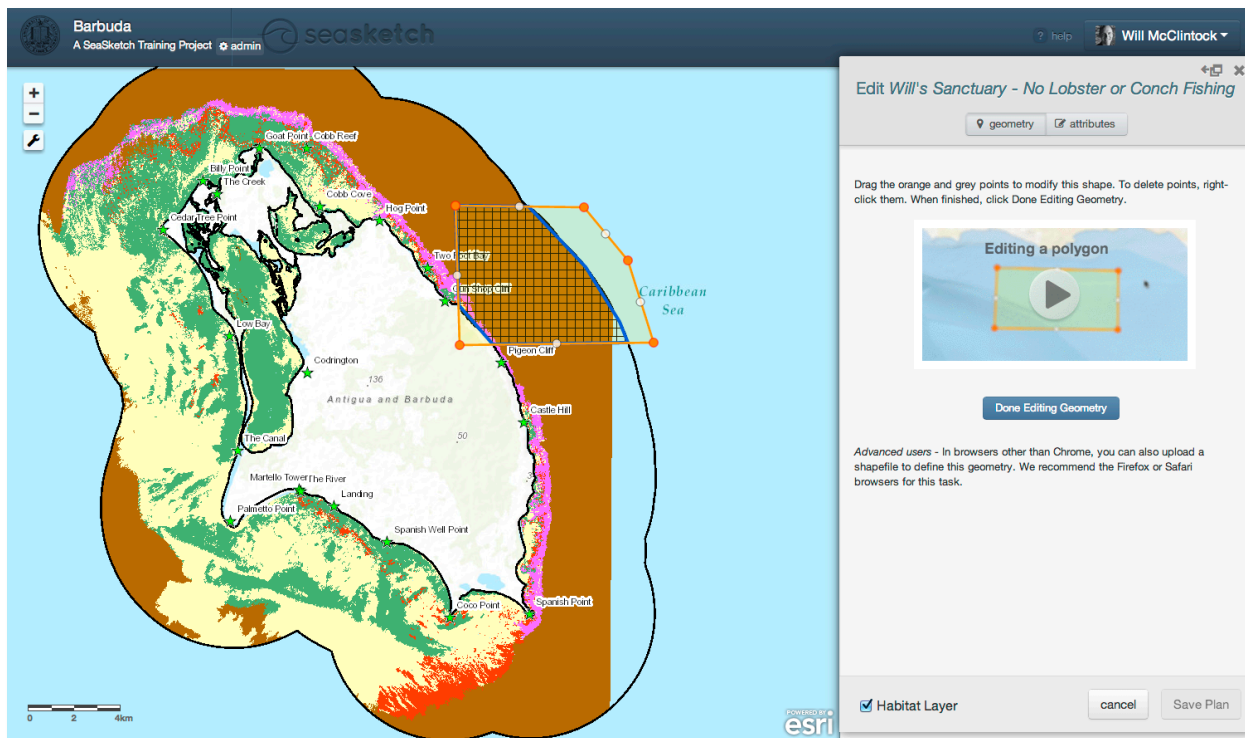 Barbuda
A SeaSketch Training Project admin
seasketch
? help
Will McClintock
+
−
Goat Point
Cobb Reef
Billy Point
The Creek
Cobb Cove
Cedar Tree Point
Hog Point
Two Foot Bay
Gun Shop Cliff
Caribbean
Sea
Low Bay
Pigeon Cliff
Codrington
136
Antigua and Barbuda
Castle Hill
50
The Canal
Martello Tower
The River
Landing
Palmetto Point
Spanish Well Point
Coco Point
Spanish Point
0 2 4km
POWERED BY
esri
Edit Will's Sanctuary - No Lobster or Conch Fishing
geometry
attributes
Drag the orange and grey points to modify this shape. To delete points, right-
click them. When finished, click Done Editing Geometry.
Editing a polygon
Done Editing Geometry
Advanced users - In browsers other than Chrome, you can also upload a
shapefile to define this geometry. We recommend the Firefox or Safari
browsers for this task.
Habitat Layer
cancel
Save Plan